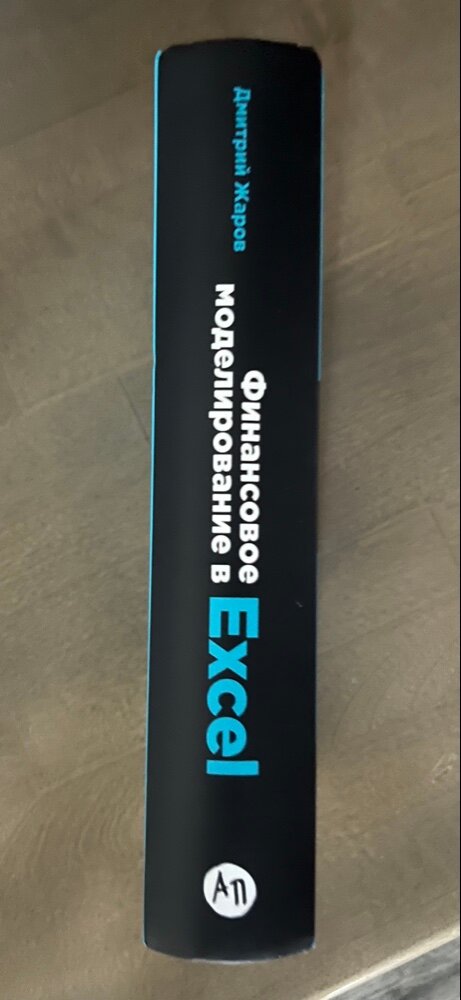 Дмитрий Жаров
Финансовое
моделирование в
Excel
АП